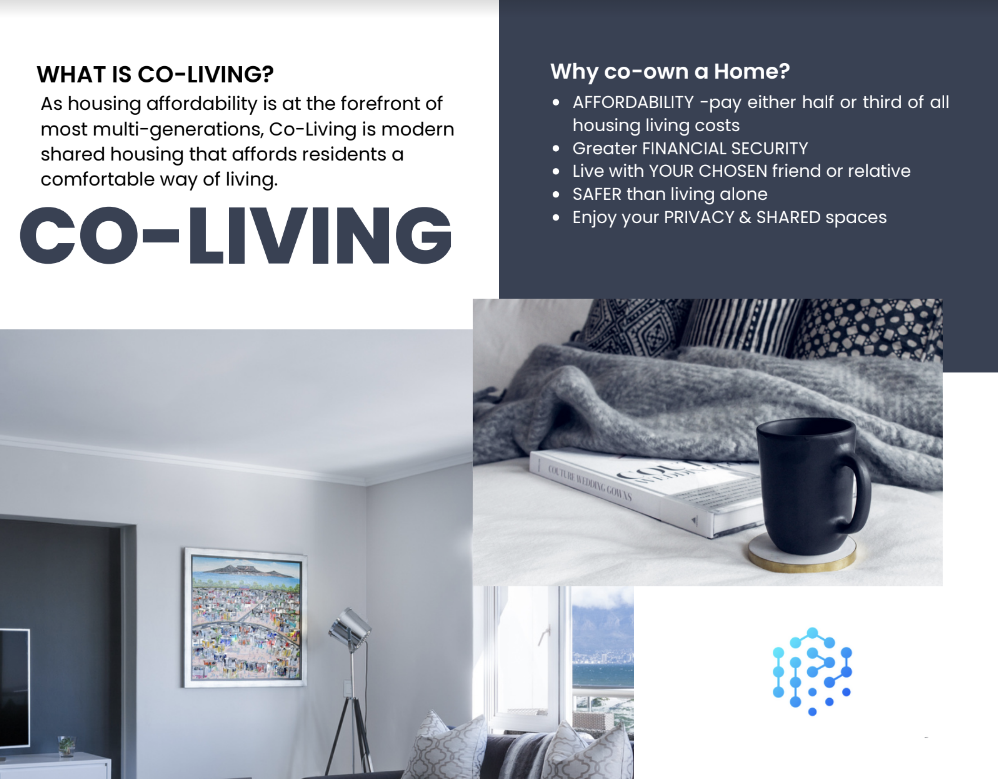 WHAT IS CO-LIVING?
As housing affordability is at the forefront of
most multi-generations, Co-Living is modern
shared housing that affords residents a
comfortable way of living.
CO-LIVING
Why co-own a Home?
• AFFORDABILITY -pay either half or third of all
housing living costs
• Greater FINANCIAL SECURITY
• Live with YOUR CHOSEN friend or relative
• SAFER than living alone
• Enjoy your PRIVACY & SHARED spaces
COUTURE WEDDING GOWNS